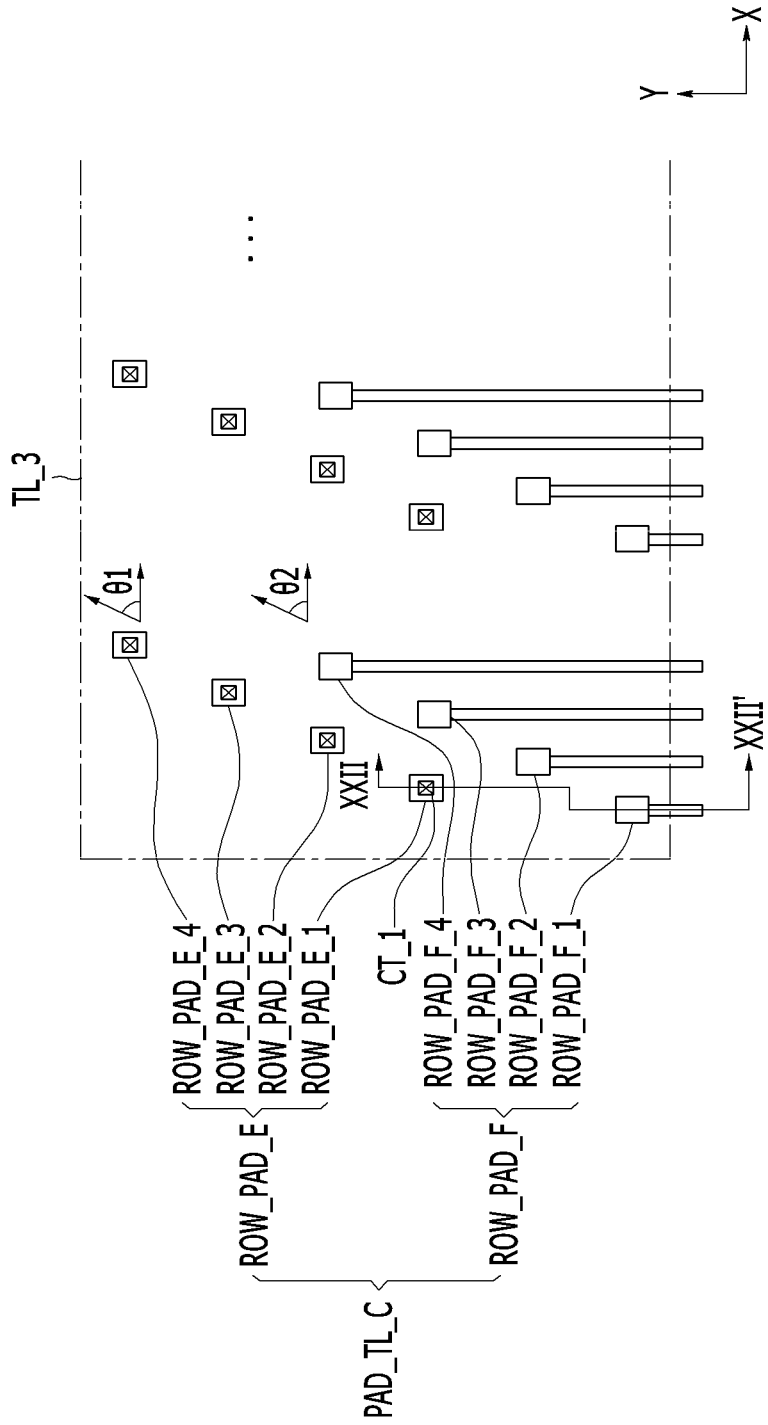 TL_3
θ1
θ2
XXII
XXII'
ROW_PAD_E_4
ROW_PAD_E_3
ROW_PAD_E_2
ROW_PAD_E_1
CT_1
ROW_PAD_F_4
ROW_PAD_F_3
ROW_PAD_F_2
ROW_PAD_F_1
ROW_PAD_E
ROW_PAD_F
PAD_TL_C
...
Y
X